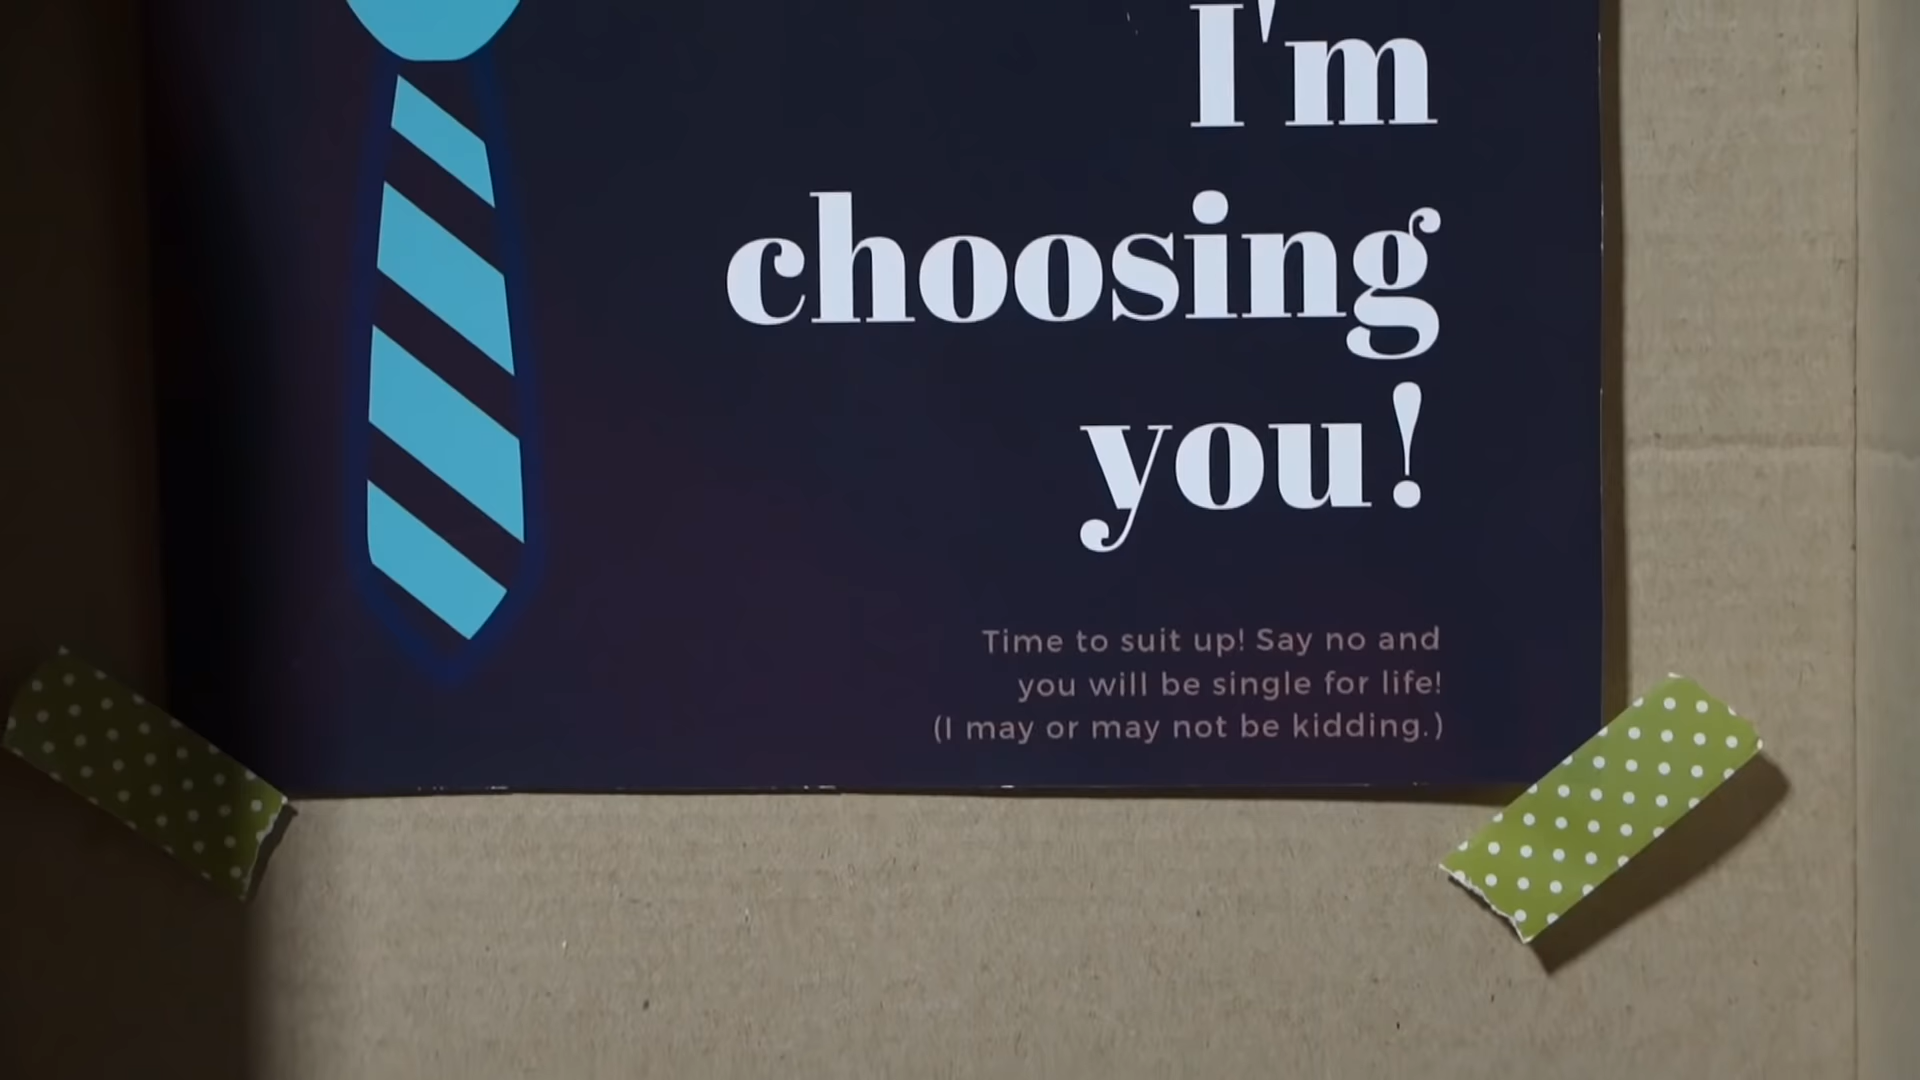 I'm
choosing
you!
Time to suit up! Say no and
you will be single for life!
(I may or may not be kidding.)